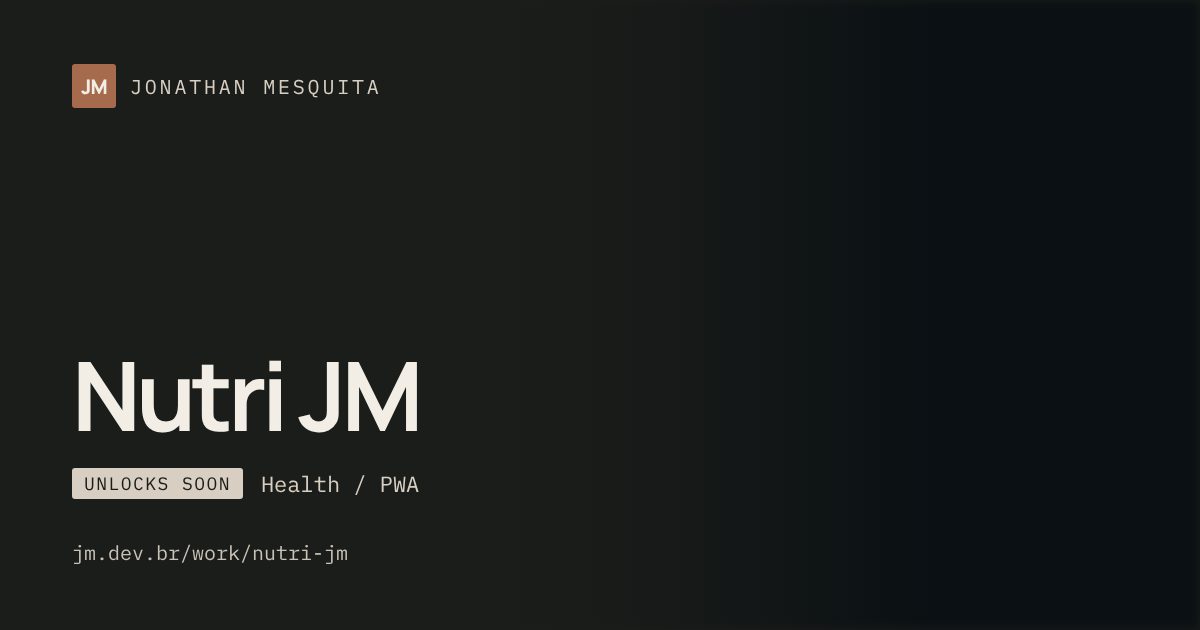 JM JONATHAN MESQUITA
Nutri JM
UNLOCKS SOON Health / PWA
jm.dev.br/work/nutri-jm